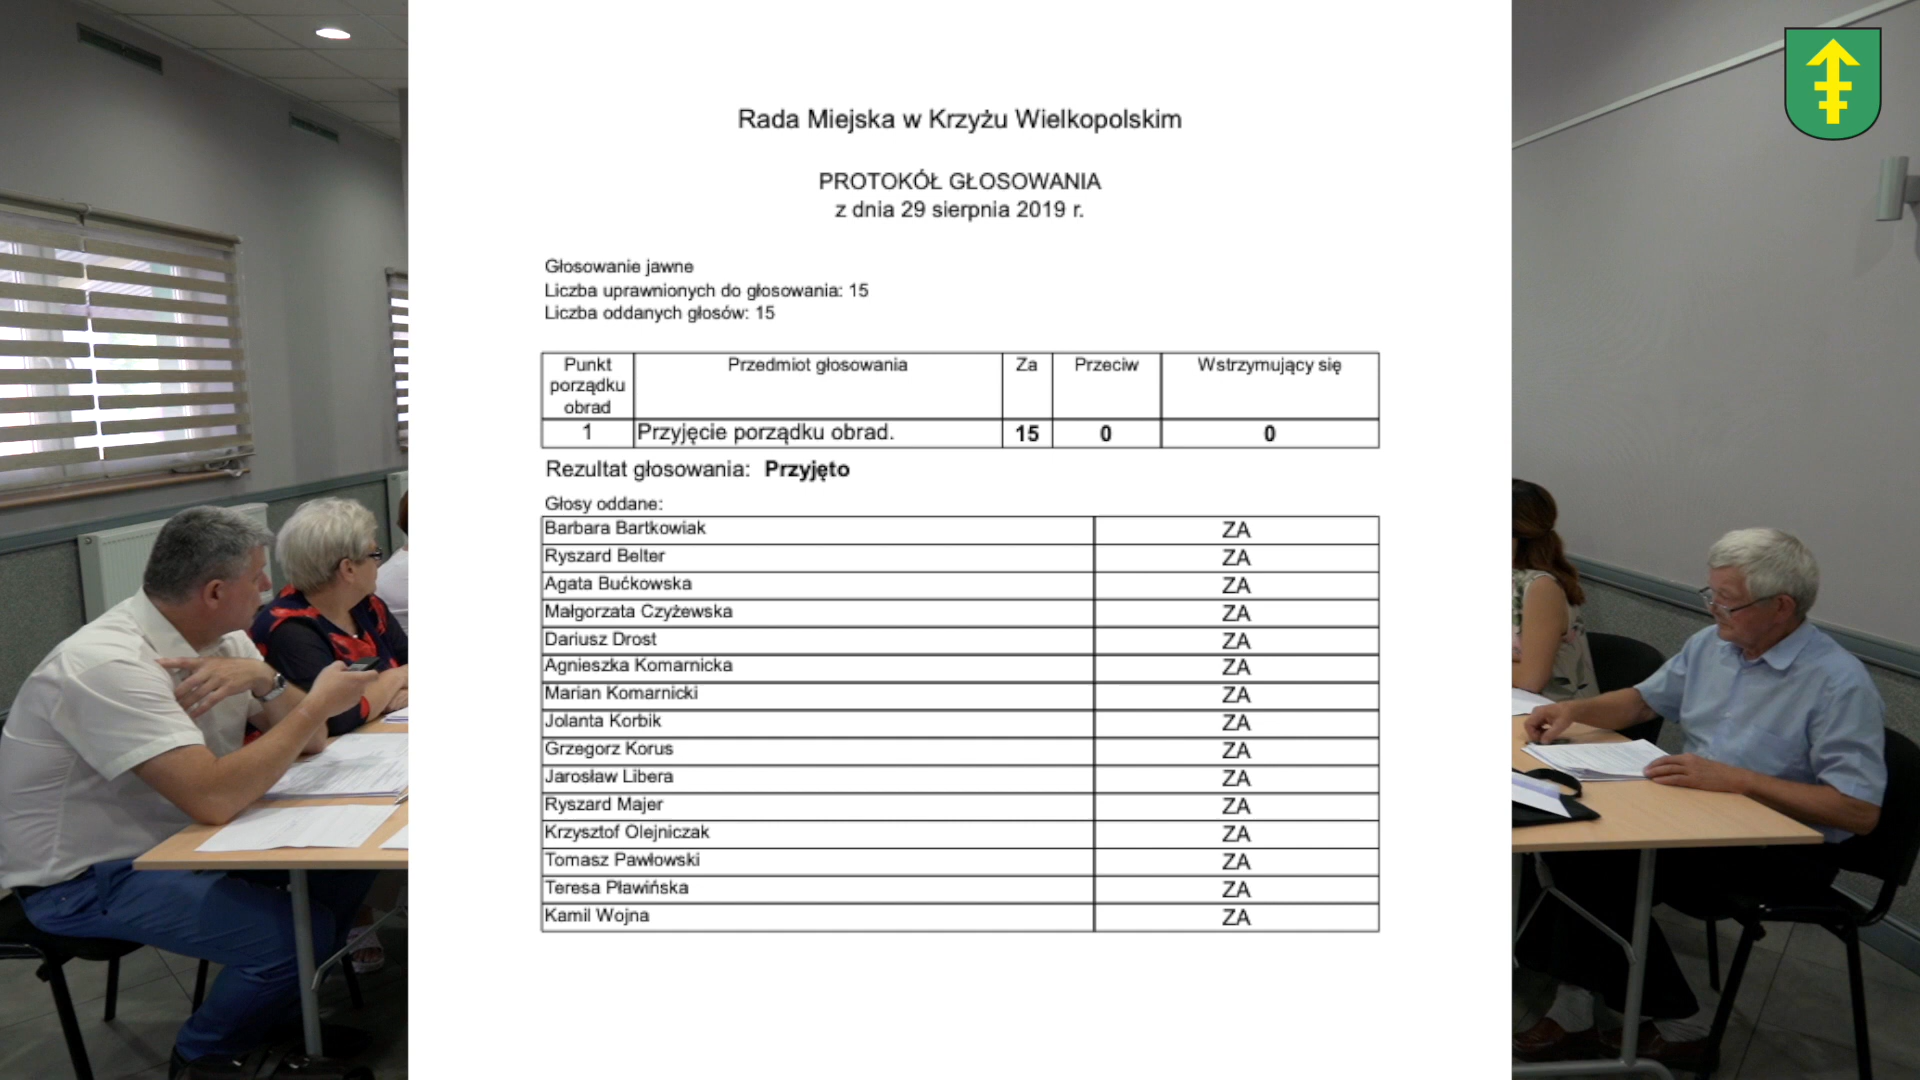 Rada Miejska w Krzyżu Wielkopolskim
PROTOKÓŁ GŁOSOWANIA
z dnia 29 sierpnia 2019 r.
Głosowanie jawne
Liczba uprawnionych do głosowania: 15
Liczba oddanych głosów: 15
Punkt porządku obrad Przedmiot głosowania Za Przeciw Wstrzymujący się
1 Przyjęcie porządku obrad. 15 0 0
Rezultat głosowania: Przyjęto
Głosy oddane:
Barbara Bartkowiak ZA
Ryszard Belter ZA
Agata Bućkowska ZA
Małgorzata Czyżewska ZA
Dariusz Drost ZA
Agnieszka Komarnicka ZA
Marian Komarnicki ZA
Jolanta Korbik ZA
Grzegorz Korus ZA
Jarosław Libera ZA
Ryszard Majer ZA
Krzysztof Olejniczak ZA
Tomasz Pawłowski ZA
Teresa Pławińska ZA
Kamil Wojna ZA